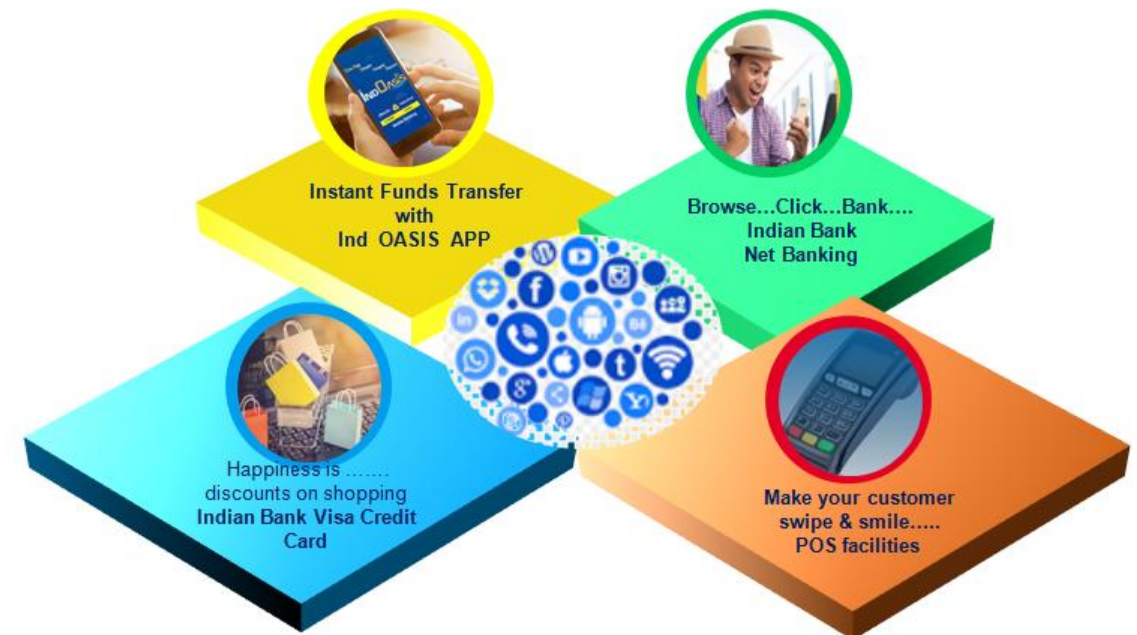 INDOASIS
Instant Funds Transfer
with
Ind OASIS APP
Browse...Click...Bank....
Indian Bank
Net Banking
Happiness is .......
discounts on shopping
Indian Bank Visa Credit
Card
Make your customer
swipe & smile.....
POS facilities